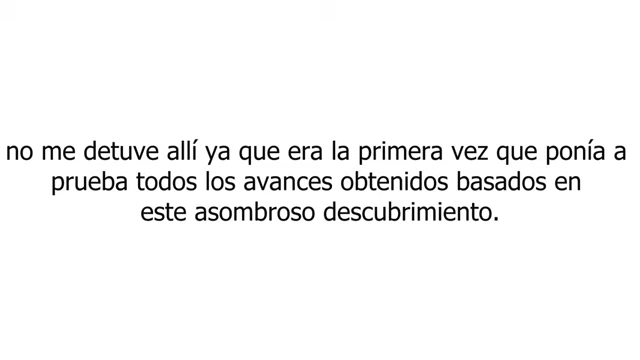 no me detuve allí ya que era la primera vez que ponía a
prueba todos los avances obtenidos basados en
este asombroso descubrimiento.